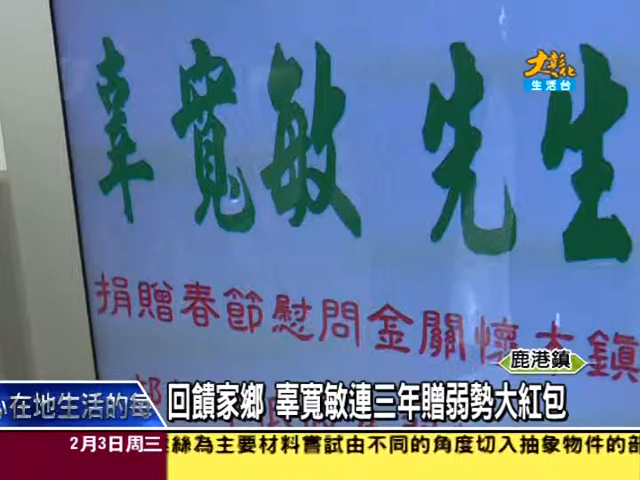 大彰化
生活台
辜寬敏 先生
捐贈春節慰問金關懷本鎮
鹿港鎮
在地生活的每
回饋家鄉 辜寬敏連三年贈弱勢大紅包
2月3日周三
絲為主要材料嘗試由不同的角度切入抽象物件的部